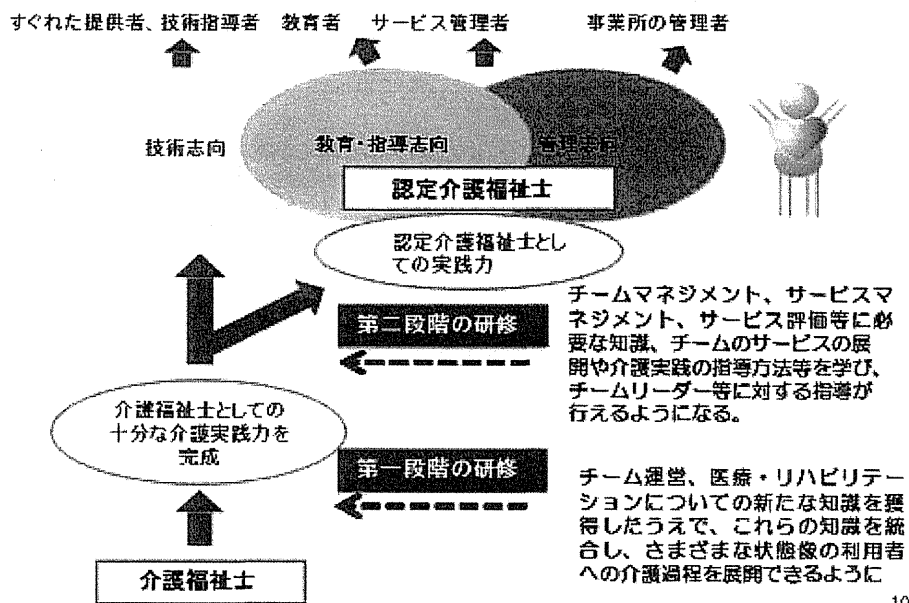 すぐれた提供者、技術指導者 教育者 サービス管理者 事業所の管理者
技術志向
教育・指導志向
管理志向
認定介護福祉士
認定介護福祉士とし
ての実践力
第二段階の研修
チームマネジメント、サービスマ
ネジメント、サービス評価等に必
要な知識、チームのサービスの展
開や介護実践の指導方法等を学び、
チームリーダー等に対する指導が
行えるようになる。
介護福祉士としての
十分な介護実践力を
完成
第一段階の研修
チーム運営、医療・リハビリテー
ションについての新たな知識を獲
得したうえで、これらの知識を統
合し、さまざまな状態像の利用者
への介護過程を展開できるように
介護福祉士
10